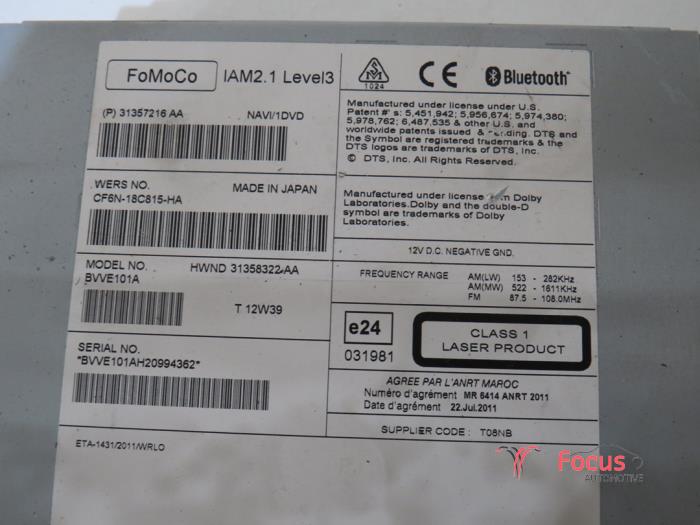 FoMoCo IAM2.1 Level3
(P) 31357216 AA NAVI/1DVD
WERS NO. MADE IN JAPAN
CF6N-18C815-HA
MODEL NO. HWND 31358322 AA
BVVE101A
T 12W39
SERIAL NO.
*BVVE101AH20994362*
ETA-1431/2011/WRLO
1024
CE Bluetooth
Manufactured under license under U.S.
Patent #'s: 5,451,942; 5,956,674; 5,974,380;
5,978,762; 6,487,535 & other U.S. and
worldwide patents issued & DTS and
the Symbol are registered trademarks & the
DTS logos are trademarks of DTS, Inc.
© DTS, Inc. All Rights Reserved.
Manufactured under license from Dolby
Laboratories.Dolby and the double-D
symbol are trademarks of Dolby
Laboratories.
12V D.C. NEGATIVE GND.
FREQUENCY RANGE AM(LW) 153 - 282KHz
AM(MW) 522 - 1611KHz
FM 87.5 - 108.0MHz
e24
031981
CLASS 1
LASER PRODUCT
AGREE PAR L'ANRT MAROC
Numéro d'agrément MR 6414 ANRT 2011
Date d'agrément 22.Jul.2011
SUPPLIER CODE : T08NB
Focus
AUTOMOTIVE